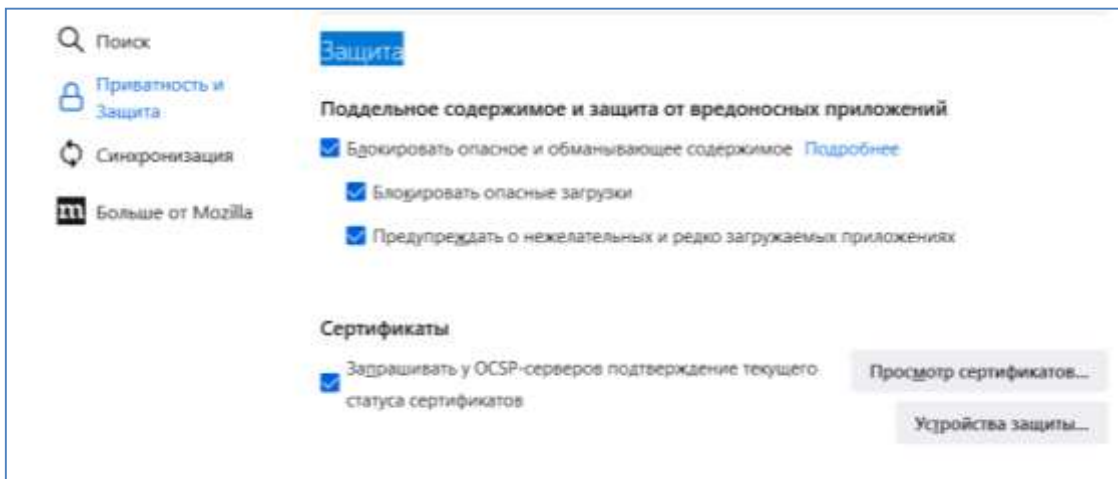 Поиск
Приватность и
Защита
Синхронизация
m Больше от Mozilla
Защита
Поддельное содержимое и защита от вредоносных приложений
Блокировать опасное и обманывающее содержимое Подробнее
Блокировать опасные загрузки
Предупреждать о нежелательных и редко загружаемых приложениях
Сертификаты
Запрашивать у OCSP-серверов подтверждение текущего
статуса сертификатов
Просмотр сертификатов...
Устройства защиты...